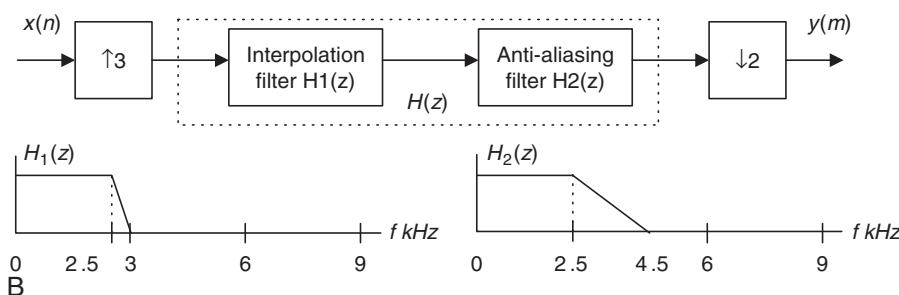 x(n)
y(m)
↑3
Interpolation
filter H1(z)
Anti-aliasing
filter H2(z)
↓2
H(z)
H₁(z)
f kHz
0
2.5
3
6
9
H₂(z)
f kHz
0
2.5
4.5
6
9
B